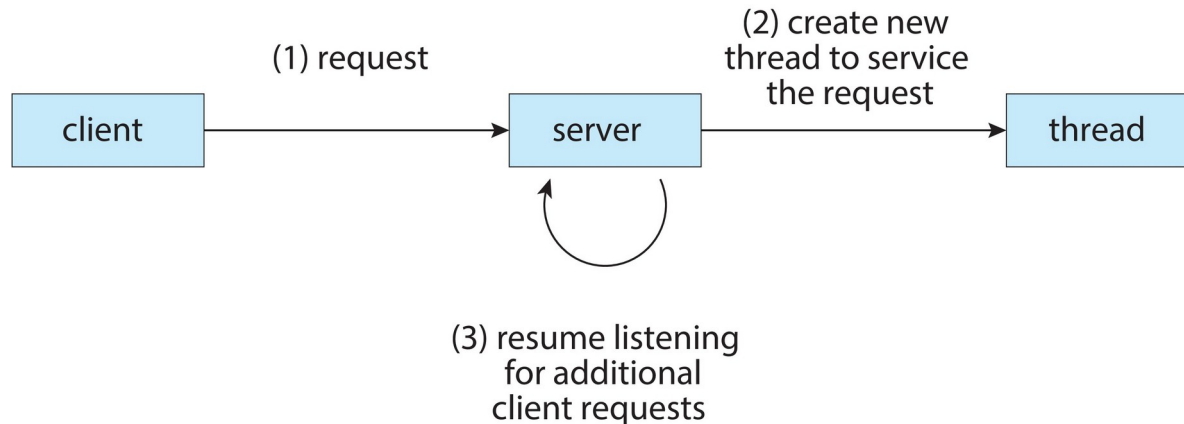 (1) request
(2) create new
thread to service
the request
client
server
thread
(3) resume listening
for additional
client requests